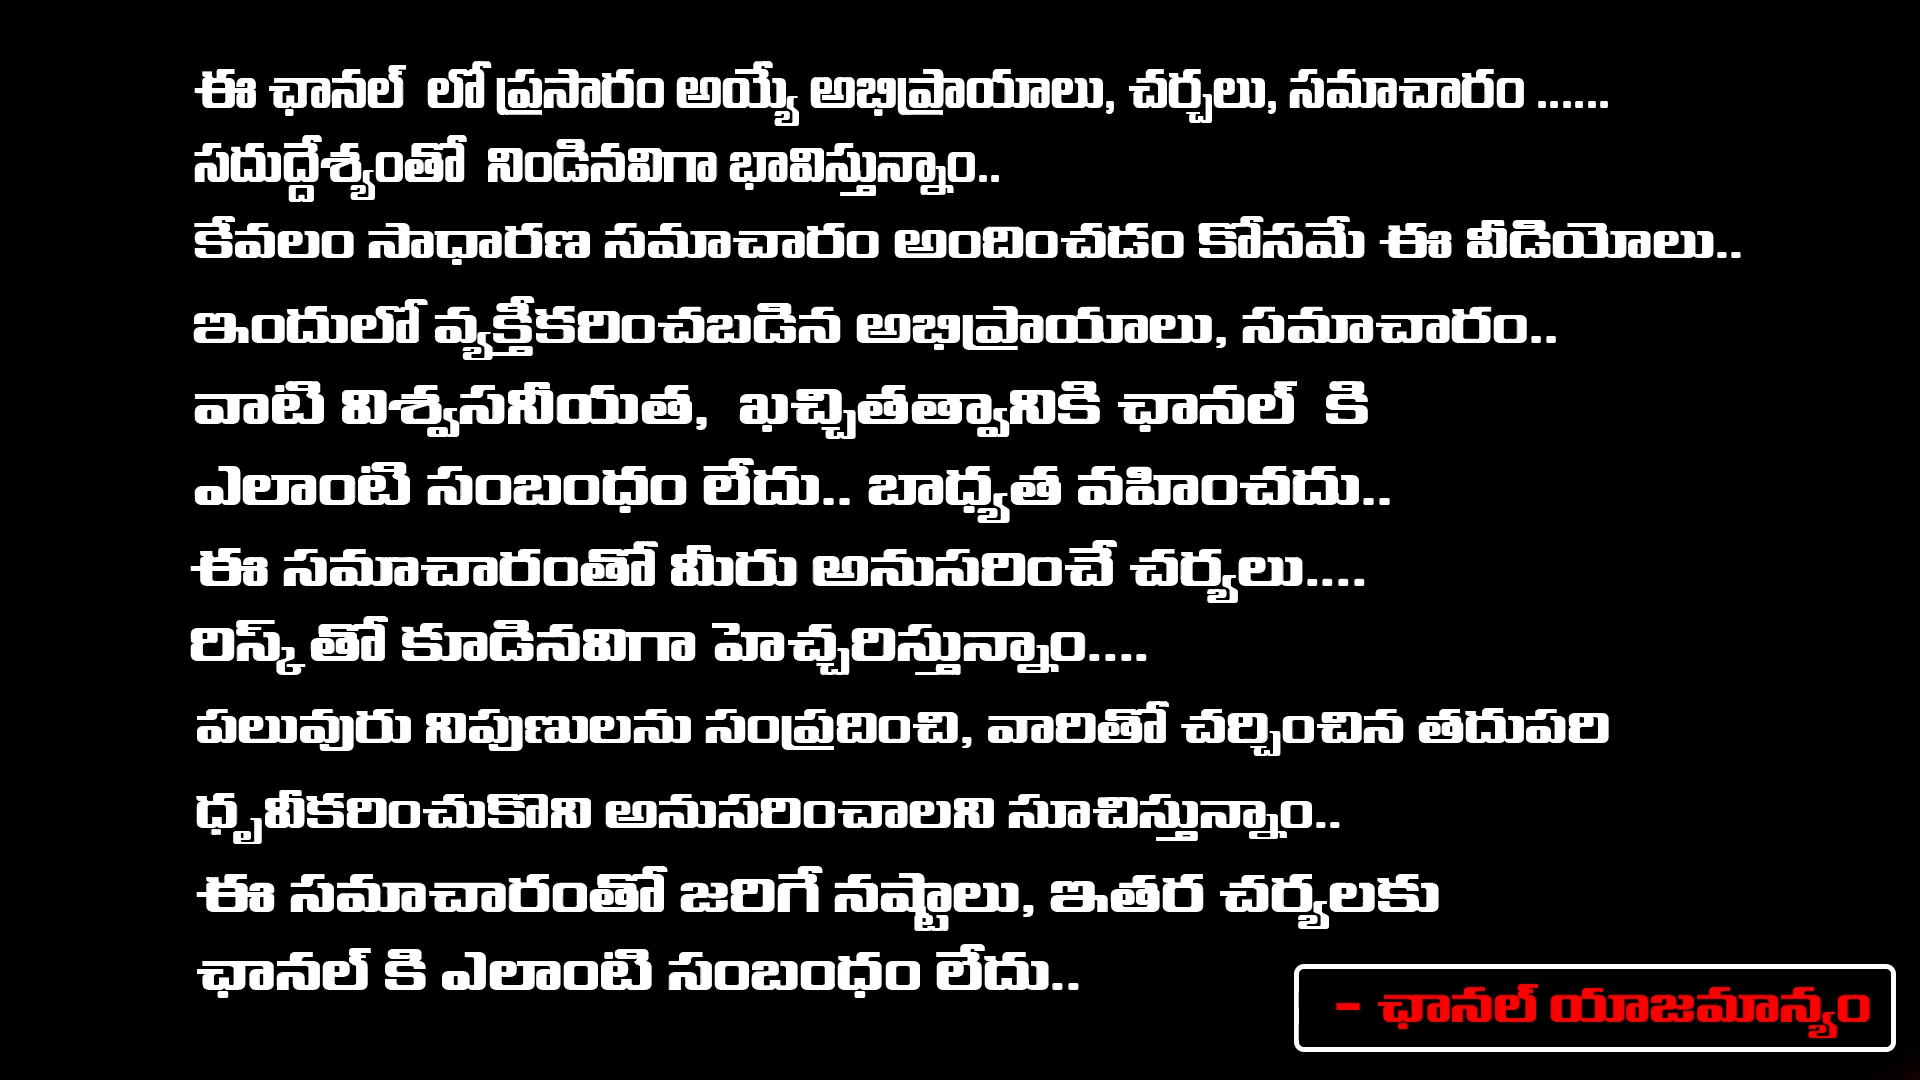 ఈ ఛానల్ లో ప్రసారం అయ్యే అభిప్రాయాలు, చర్చలు, సమాచారం ......
సదుద్దేశ్యంతో నిండినవిగా భావిస్తున్నాం..
కేవలం సాధారణ సమాచారం అందించడం కోసమే ఈ వీడియోలు..
ఇందులో వ్యక్తీకరించబడిన అభిప్రాయాలు, సమాచారం..
వాటి విశ్వసనీయత, ఖచ్చితత్వానికి ఛానల్ కి
ఎలాంటి సంబంధం లేదు.. బాధ్యత వహించదు..
ఈ సమాచారంతో మీరు అనుసరించే చర్యలు....
రిస్క్ తో కూడినవిగా హెచ్చరిస్తున్నాం....
పలువురు నిపుణులను సంప్రదించి, వారితో చర్చించిన తదుపరి
ధృవీకరించుకొని అనుసరించాలని సూచిస్తున్నాం..
ఈ సమాచారంతో జరిగే నష్టాలు, ఇతర చర్యలకు
ఛానల్ కి ఎలాంటి సంబంధం లేదు..
- ఛానల్ యాజమాన్యం